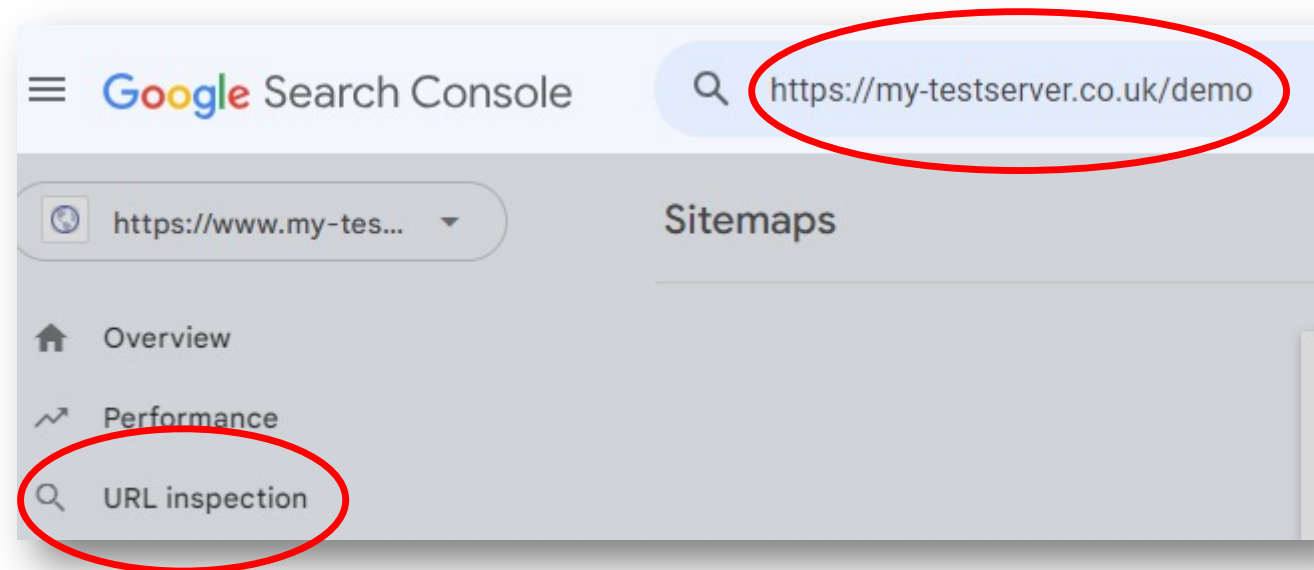 Google Search Console
https://my-testserver.co.uk/demo
https://www.my-tes...
Sitemaps
Overview
Performance
URL inspection